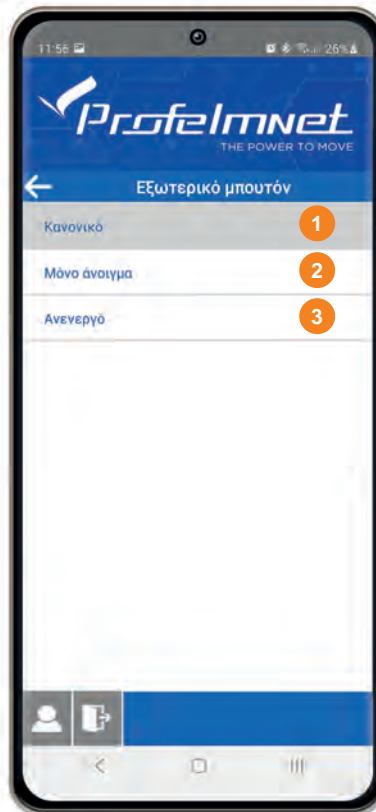 11:56 26%
Profelmnet
THE POWER TO MOVE
Εξωτερικό μπουτόν
Κανονικό 1
Μόνο άνοιγμα 2
Ανενεργό 3